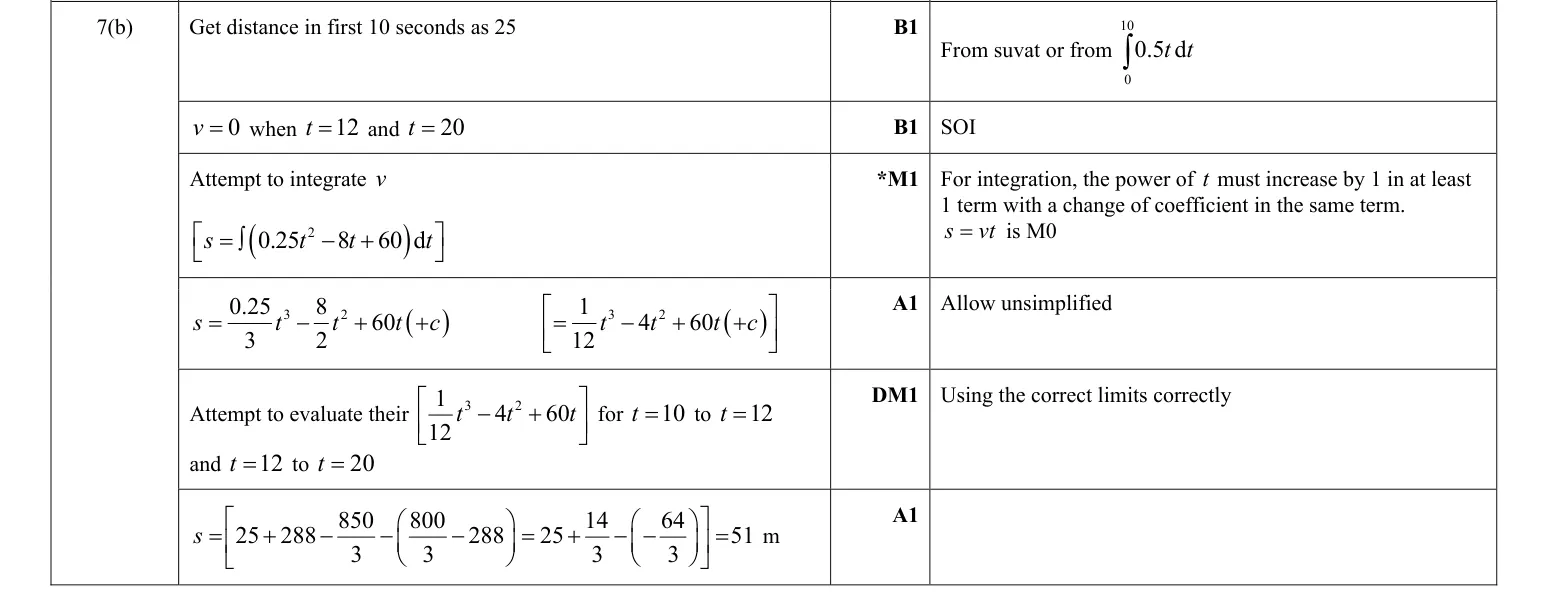 7(b) Get distance in first 10 seconds as 25 B1 From suvat or from ∫₀¹⁰ 0.5t dt
v = 0 when t = 12 and t = 20 B1 SOI
Attempt to integrate v *M1 For integration, the power of t must increase by 1 in at least
1 term with a change of coefficient in the same term.
[s = ∫(0.25t² − 8t + 60)dt] s = vt is M0
s = 0.25/3 t³ − 8/2 t² + 60t (+c) [= 1/12 t³ − 4t² + 60t (+c)] A1 Allow unsimplified
Attempt to evaluate their [1/12 t³ − 4t² + 60t] for t = 10 to t = 12 DM1 Using the correct limits correctly
and t = 12 to t = 20
s = [25 + 288 − 850/3 − (800/3 − 288) = 25 + 14/3 − (− 64/3)] = 51 m A1